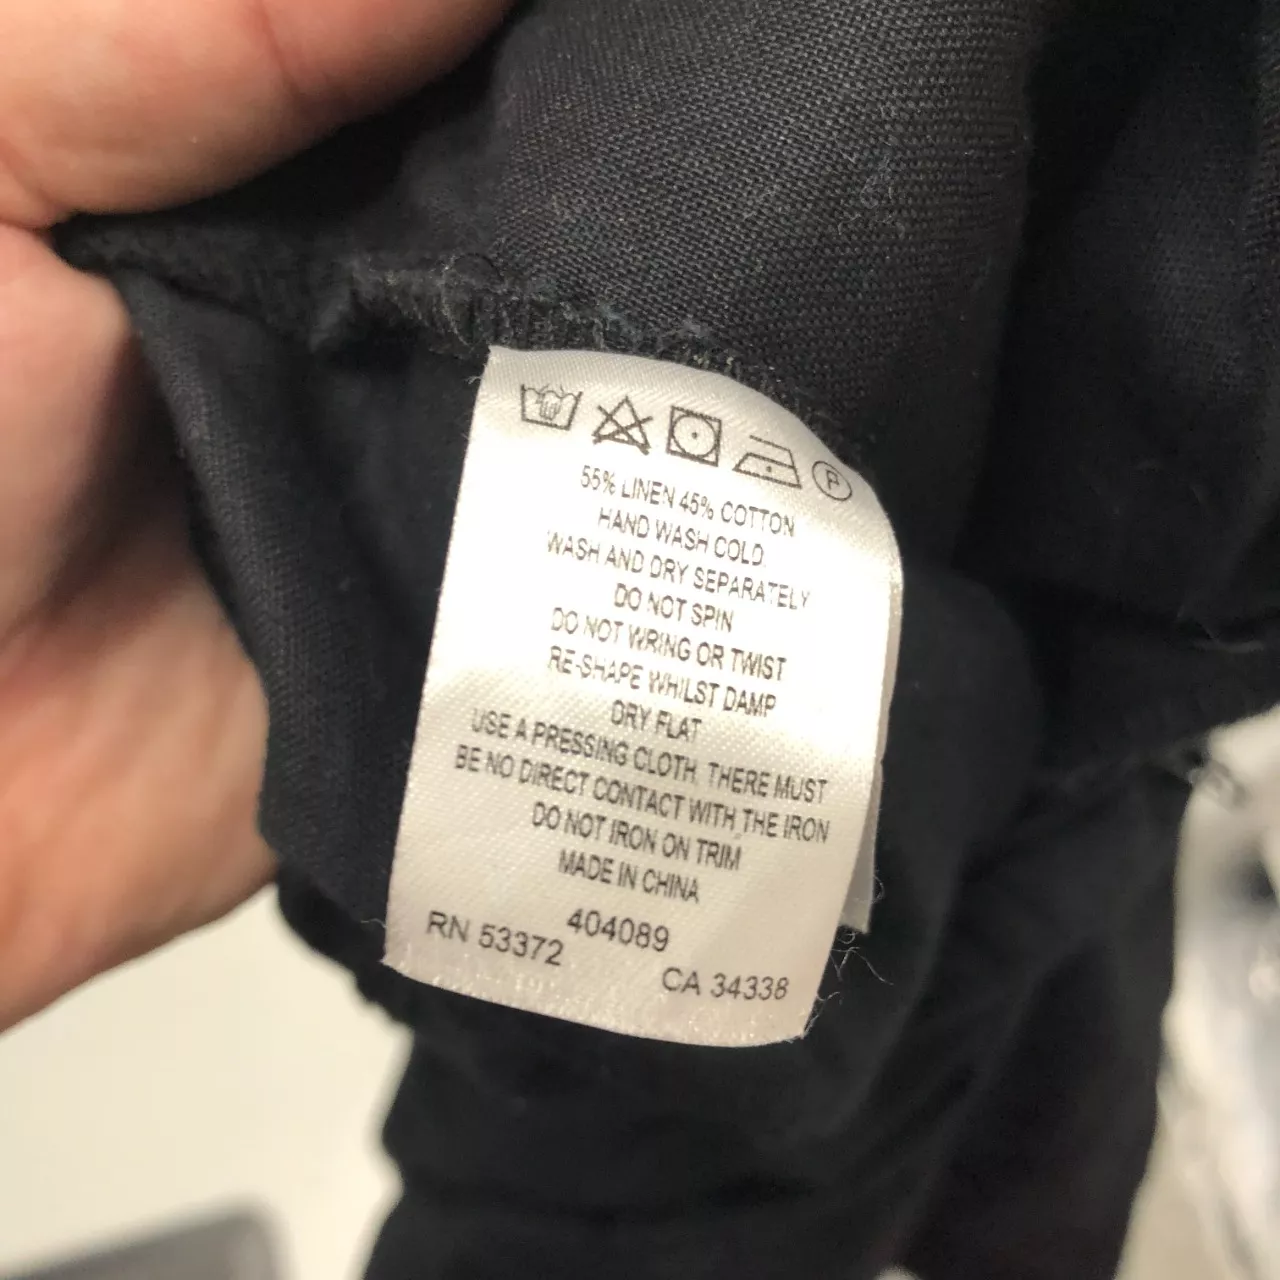 P
55% LINEN 45% COTTON
HAND WASH COLD.
WASH AND DRY SEPARATELY
DO NOT SPIN
DO NOT WRING OR TWIST
RE-SHAPE WHILST DAMP
DRY FLAT
USE A PRESSING CLOTH. THERE MUST
BE NO DIRECT CONTACT WITH THE IRON
DO NOT IRON ON TRIM
MADE IN CHINA
404089
RN 53372
CA 34338